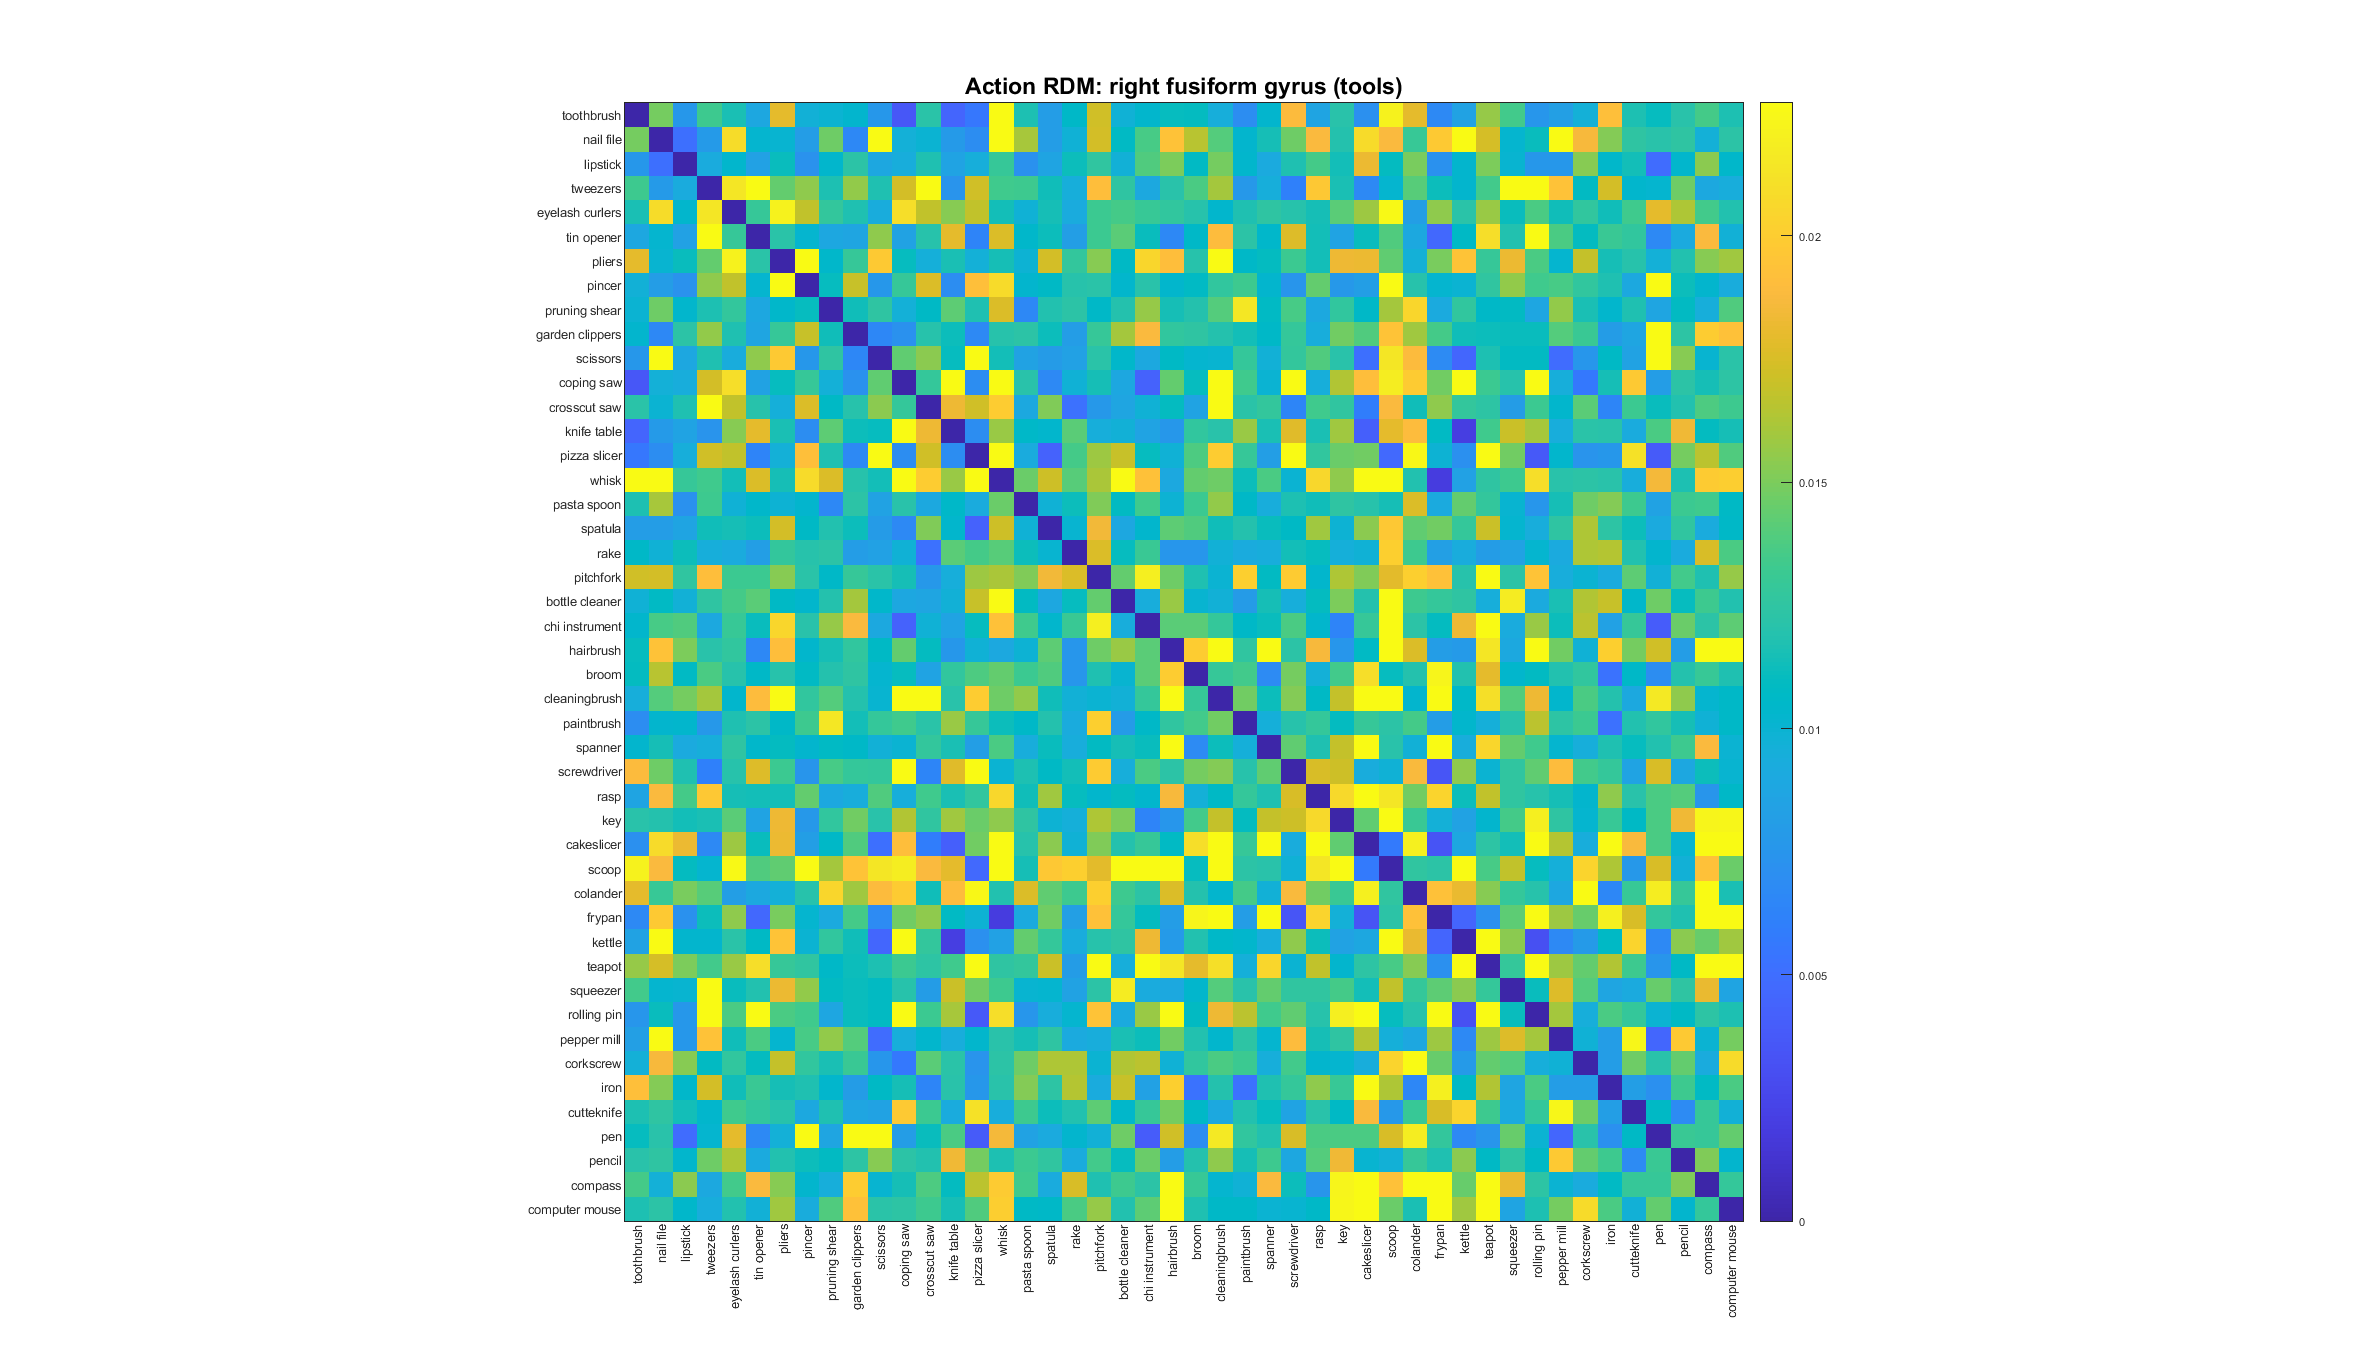 Action RDM: right fusiform gyrus (tools)
toothbrush
nail file
lipstick
tweezers
eyelash curlers
tin opener
pliers
pincer
pruning shear
garden clippers
scissors
coping saw
crosscut saw
knife table
pizza slicer
whisk
pasta spoon
spatula
rake
pitchfork
bottle cleaner
chi instrument
hairbrush
broom
cleaningbrush
paintbrush
spanner
screwdriver
rasp
key
cakeslicer
scoop
colander
frypan
kettle
teapot
squeezer
rolling pin
pepper mill
corkscrew
iron
cutteknife
pen
pencil
compass
computer mouse
toothbrush
nail file
lipstick
tweezers
eyelash curlers
tin opener
pliers
pincer
pruning shear
garden clippers
scissors
coping saw
crosscut saw
knife table
pizza slicer
whisk
pasta spoon
spatula
rake
pitchfork
bottle cleaner
chi instrument
hairbrush
broom
cleaningbrush
paintbrush
spanner
screwdriver
rasp
key
cakeslicer
scoop
colander
frypan
kettle
teapot
squeezer
rolling pin
pepper mill
corkscrew
iron
cutteknife
pen
pencil
compass
computer mouse
0.02
0.015
0.01
0.005
0